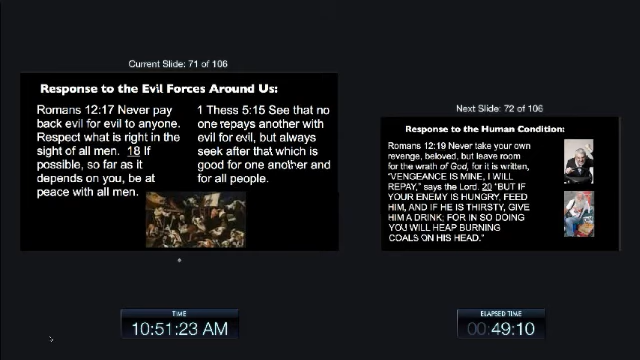 Current Slide: 71 of 106
Response to the Evil Forces Around Us:
Romans 12:17 Never pay
back evil for evil to anyone.
Respect what is right in the
sight of all men. 18 If
possible, so far as it
depends on you, be at
peace with all men.
1 Thess 5:15 See that no
one repays another with
evil for evil, but always
seek after that which is
good for one another and
for all people.
Next Slide: 72 of 106
Response to the Human Condition:
Romans 12:19 Never take your own
revenge, beloved, but leave room
for the wrath of God, for it is written,
"VENGEANCE IS MINE, I WILL
REPAY," says the Lord. 20 "BUT IF
YOUR ENEMY IS HUNGRY, FEED
HIM, AND IF HE IS THIRSTY, GIVE
HIM A DRINK; FOR IN SO DOING
YOU WILL HEAP BURNING
COALS ON HIS HEAD."
TIME
10:51:23 AM
ELAPSED TIME
00:49:10